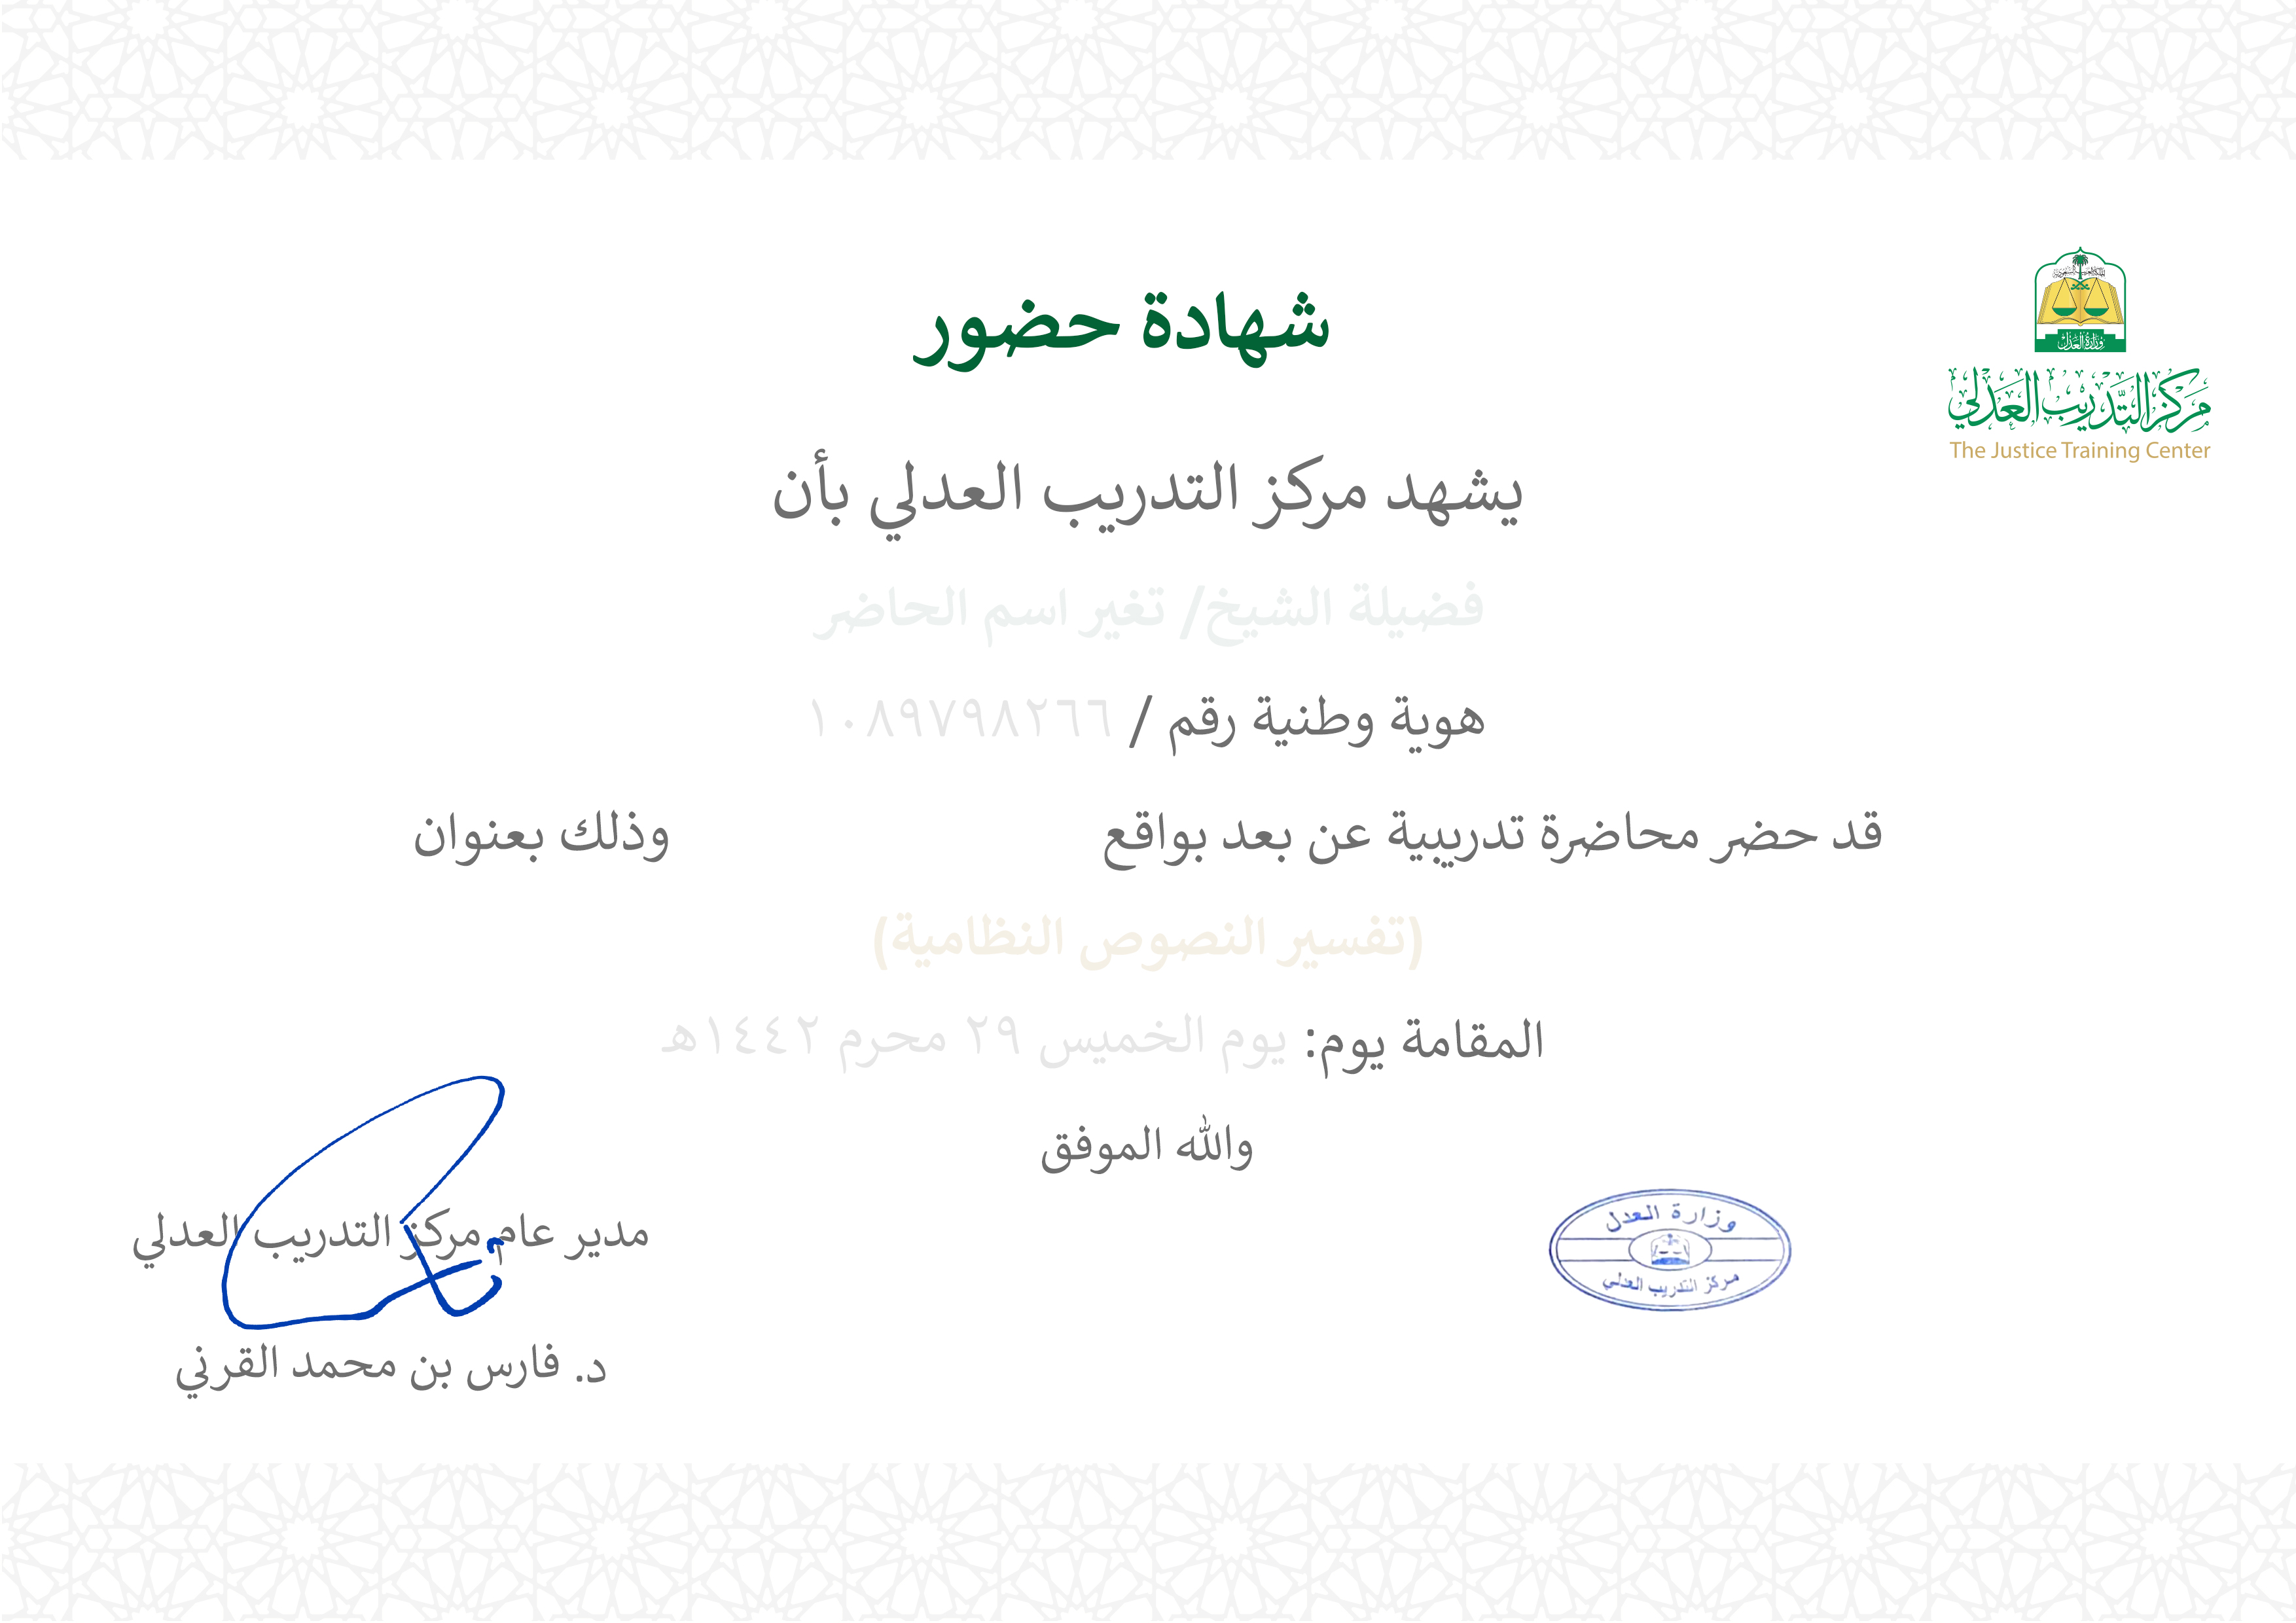 وزارة العدل
مركز التدريب العدلي
The Justice Training Center
شهادة حضور
يشهد مركز التدريب العدلي بأن
فضيلة الشيخ/ تغير اسم الحاضر
هوية وطنية رقم / ١٠٨٩٧٩٨٢٦٦
قد حضر محاضرة تدريبية عن بعد بواقع وذلك بعنوان
(تفسير النصوص النظامية)
المقامة يوم: يوم الخميس ٢٩ محرم ١٤٤٢هـ
والله الموفق
مدير عام مركز التدريب العدلي
د. فارس بن محمد القرني
وزارة العدل
مركز التدريب العدلي